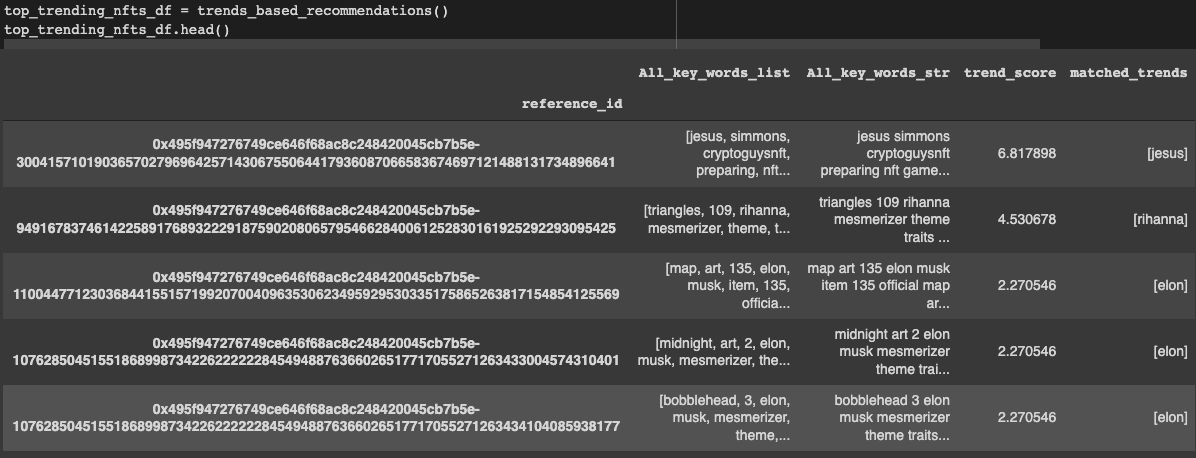 top_trending_nfts_df = trends_based_recommendations()
top_trending_nfts_df.head()
All_key_words_list All_key_words_str trend_score matched_trends
reference_id
0x495f947276749ce646f68ac8c248420045cb7b5e-
30041571019036570279696425714306755064417936087066583674697121488131734896641
[jesus, simmons,
cryptoguysnft,
preparing, nft...
jesus simmons
cryptoguysnft
preparing nft game...
6.817898
[jesus]
0x495f947276749ce646f68ac8c248420045cb7b5e-
94916783746142258917689322291875902080657954662840061252830161925292293095425
[triangles, 109, rihanna,
mesmerizer, theme, t...
triangles 109 rihanna
mesmerizer theme
traits ...
4.530678
[rihanna]
0x495f947276749ce646f68ac8c248420045cb7b5e-
110044771230368441551571992070040963530623495929530335175865263817154854125569
[map, art, 135, elon,
musk, item, 135,
officia...
map art 135 elon musk
item 135 official map
ar...
2.270546
[elon]
0x495f947276749ce646f68ac8c248420045cb7b5e-
107628504515518689987342262222228454948876366026517717055271263433004574310401
[midnight, art, 2, elon,
musk, mesmerizer, the...
midnight art 2 elon
musk mesmerizer
theme trai...
2.270546
[elon]
0x495f947276749ce646f68ac8c248420045cb7b5e-
107628504515518689987342262222228454948876366026517717055271263434104085938177
[bobblehead, 3, elon,
musk, mesmerizer,
theme,...
bobblehead 3 elon
musk mesmerizer
theme traits...
2.270546
[elon]